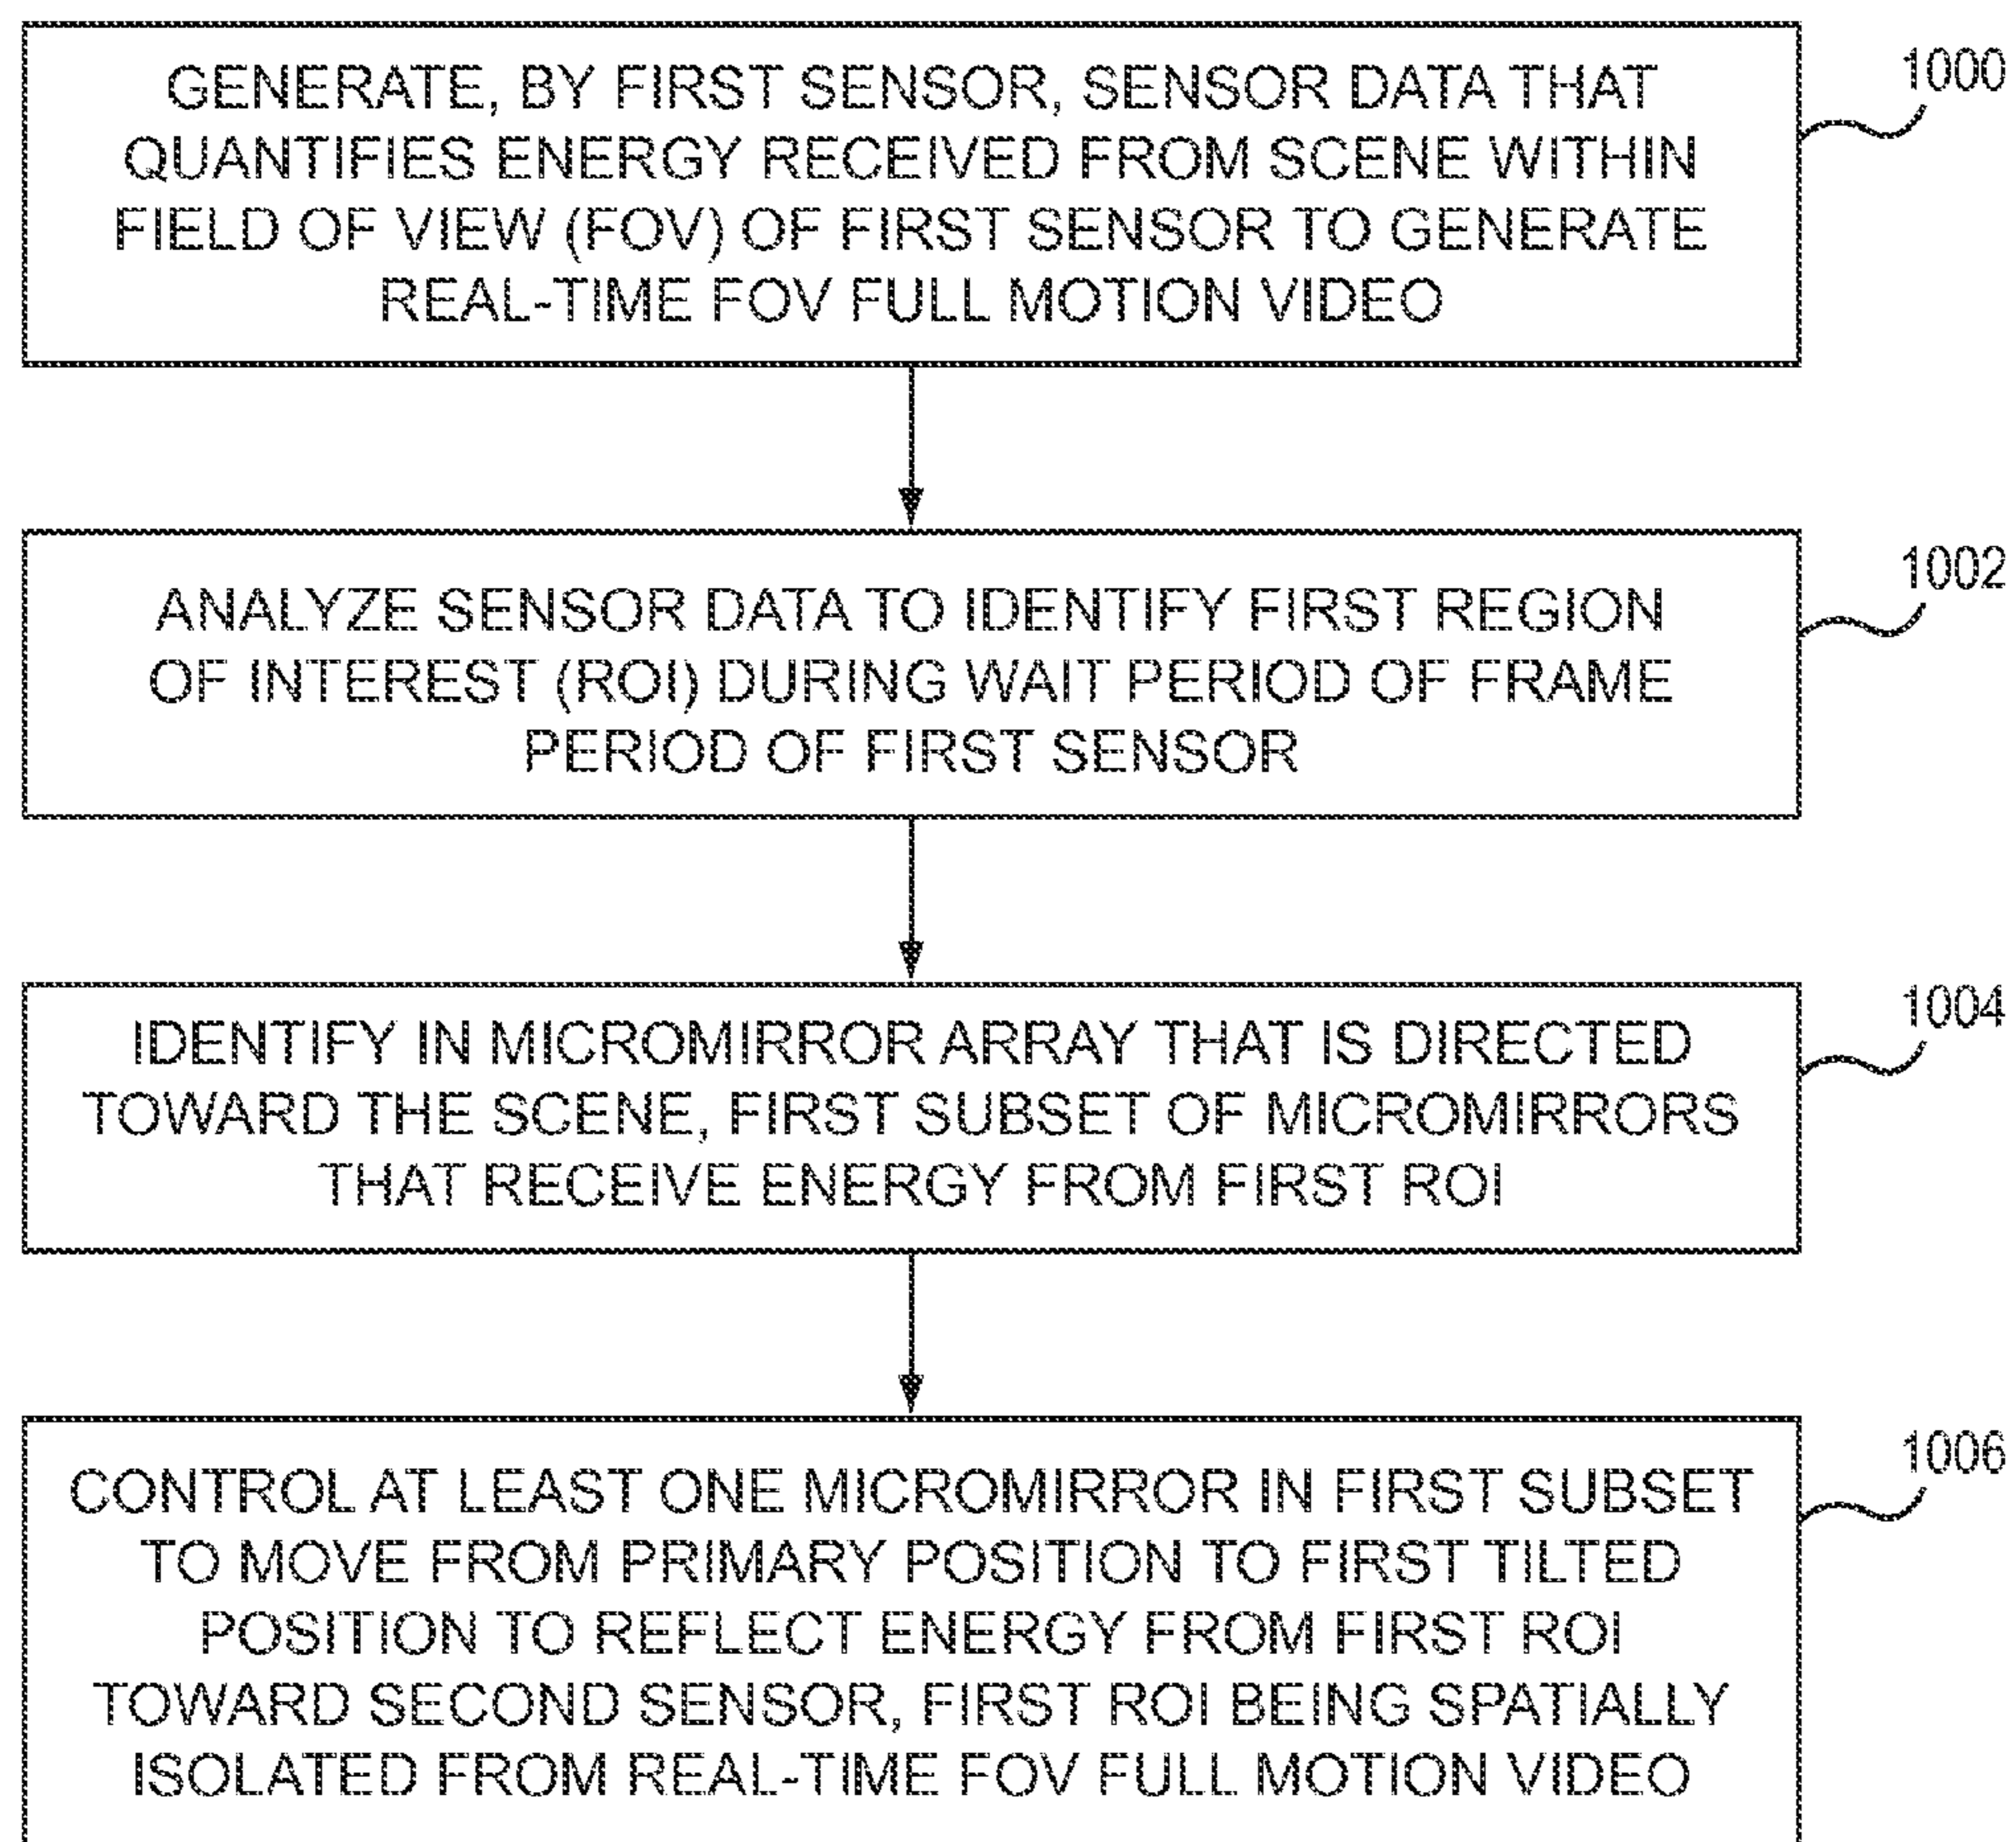 GENERATE, BY FIRST SENSOR, SENSOR DATA THAT
QUANTIFIES ENERGY RECEIVED FROM SCENE WITHIN
FIELD OF VIEW (FOV) OF FIRST SENSOR TO GENERATE
REAL-TIME FOV FULL MOTION VIDEO
1000
ANALYZE SENSOR DATA TO IDENTIFY FIRST REGION
OF INTEREST (ROI) DURING WAIT PERIOD OF FRAME
PERIOD OF FIRST SENSOR
1002
IDENTIFY IN MICROMIRROR ARRAY THAT IS DIRECTED
TOWARD THE SCENE, FIRST SUBSET OF MICROMIRRORS
THAT RECEIVE ENERGY FROM FIRST ROI
1004
CONTROL AT LEAST ONE MICROMIRROR IN FIRST SUBSET
TO MOVE FROM PRIMARY POSITION TO FIRST TILTED
POSITION TO REFLECT ENERGY FROM FIRST ROI
TOWARD SECOND SENSOR, FIRST ROI BEING SPATIALLY
ISOLATED FROM REAL-TIME FOV FULL MOTION VIDEO
1006